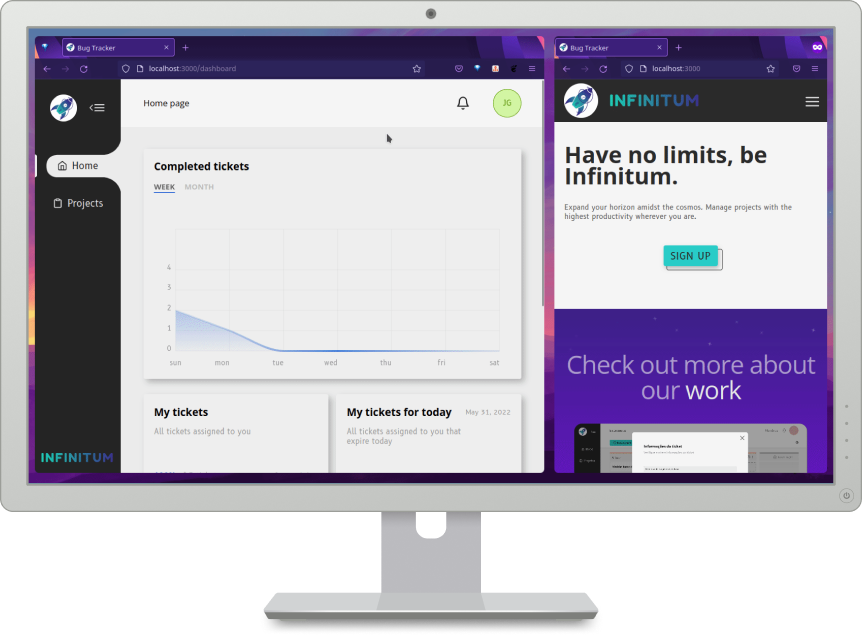 Bug Tracker
localhost:3000/dashboard
Home page
JG
Home
Projects
INFINITUM
Completed tickets
WEEK MONTH
4
3
2
1
0
sun mon tue wed thu fri sat
My tickets
All tickets assigned to you
My tickets for today May 31, 2022
All tickets assigned to you that
expire today
Bug Tracker
localhost:3000
INFINITUM
Have no limits, be
Infinitum.
Expand your horizon amidst the cosmos. Manage projects with the
highest productivity wherever you are.
SIGN UP
Check out more about
our work
Informações do ticket